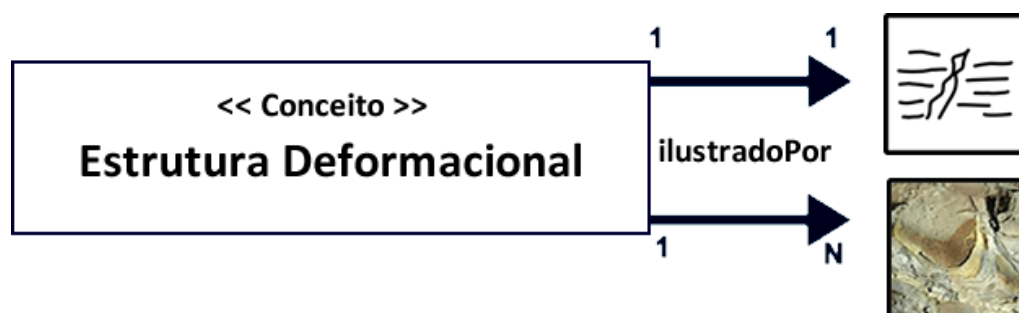 1 1
<< Conceito >>
Estrutura Deformacional
ilustradoPor
1 N